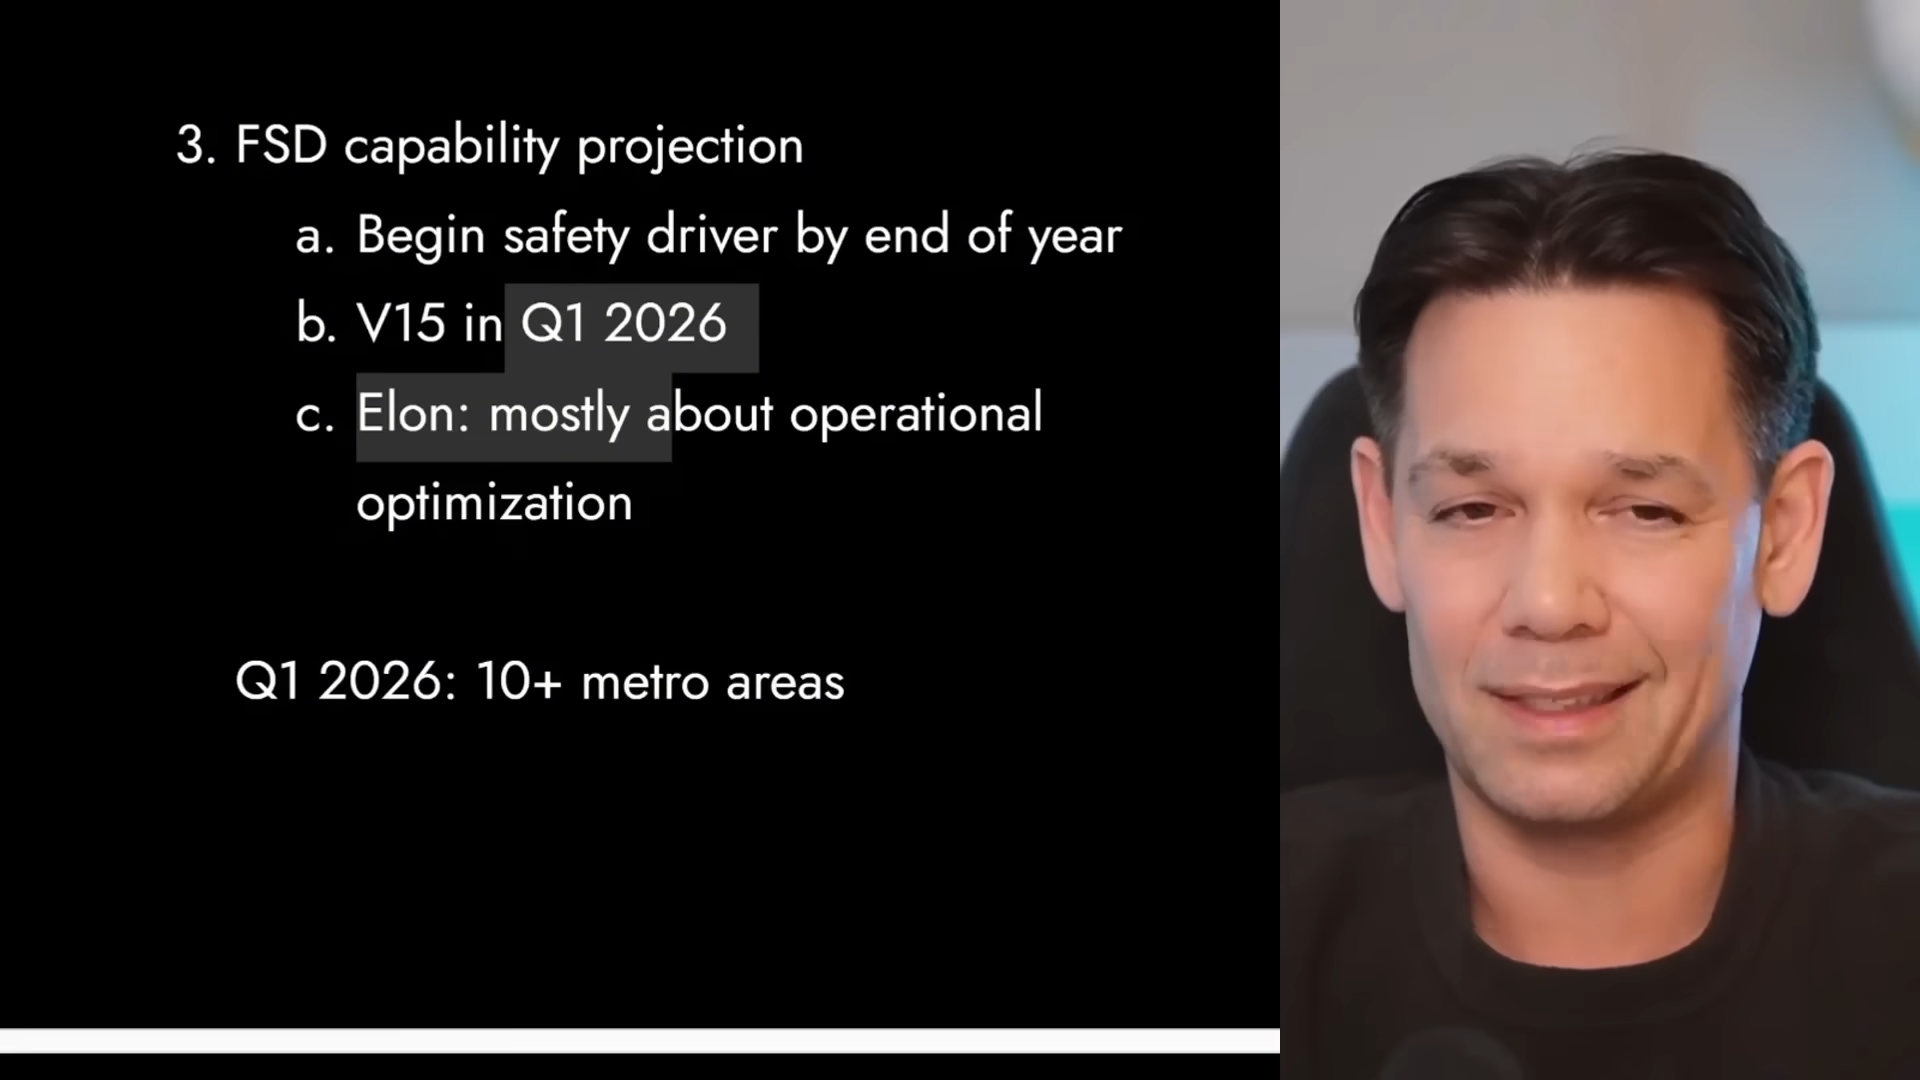 3. FSD capability projection
a. Begin safety driver by end of year
b. V15 in Q1 2026
c. Elon: mostly about operational
optimization
Q1 2026: 10+ metro areas